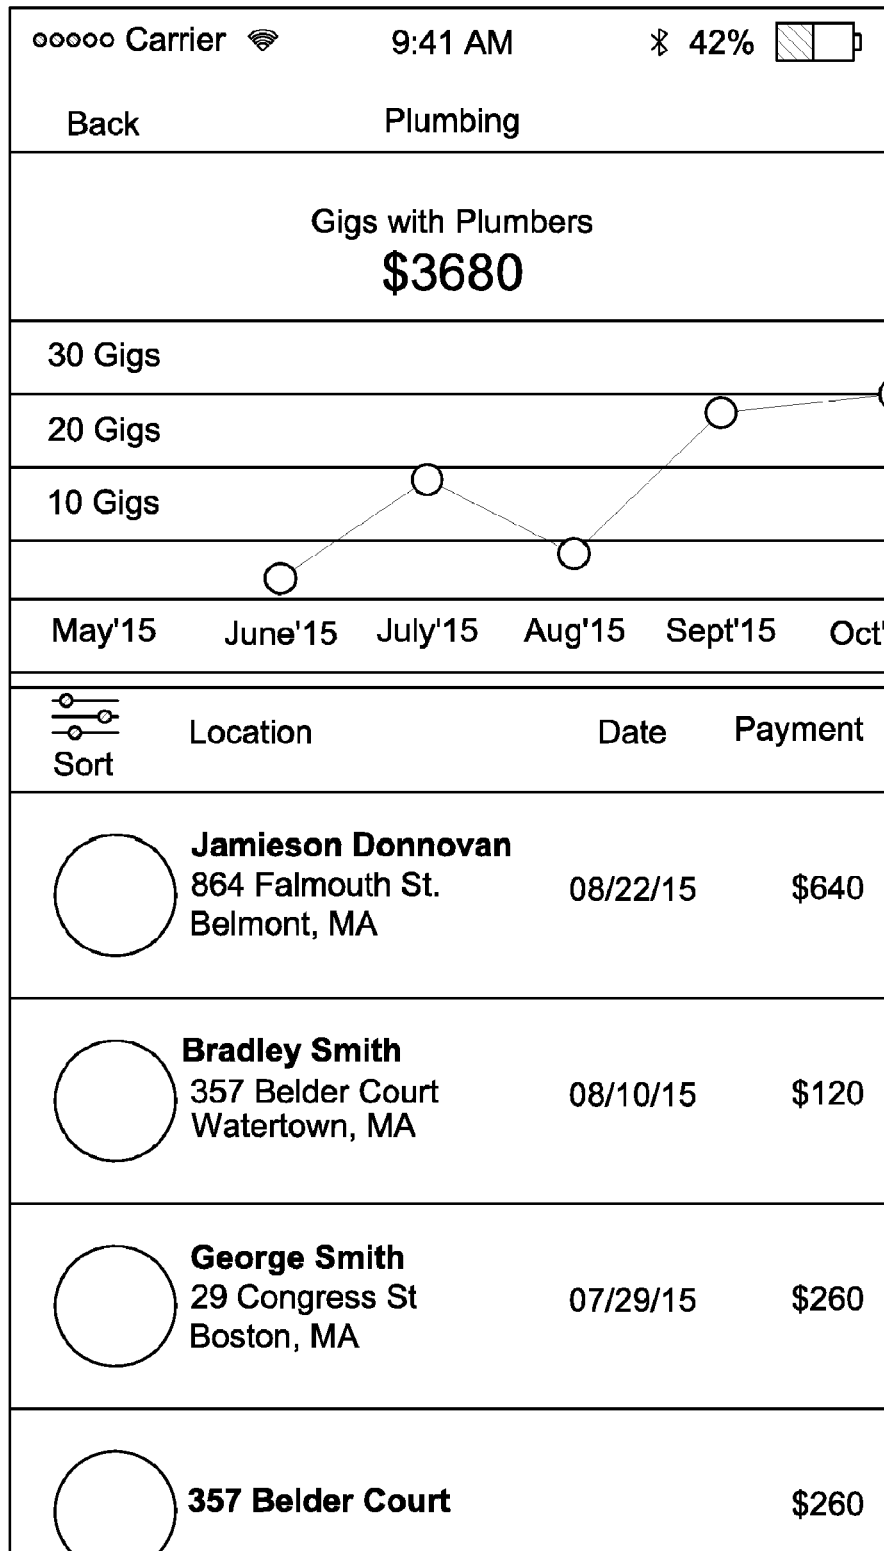 Carrier 9:41 AM 42%
Back Plumbing
Gigs with Plumbers
$3680
30 Gigs
20 Gigs
10 Gigs
May'15 June'15 July'15 Aug'15 Sept'15 Oct'
Sort Location Date Payment
Jamieson Donnovan
864 Falmouth St. 08/22/15 $640
Belmont, MA
Bradley Smith
357 Belder Court 08/10/15 $120
Watertown, MA
George Smith
29 Congress St 07/29/15 $260
Boston, MA
357 Belder Court $260